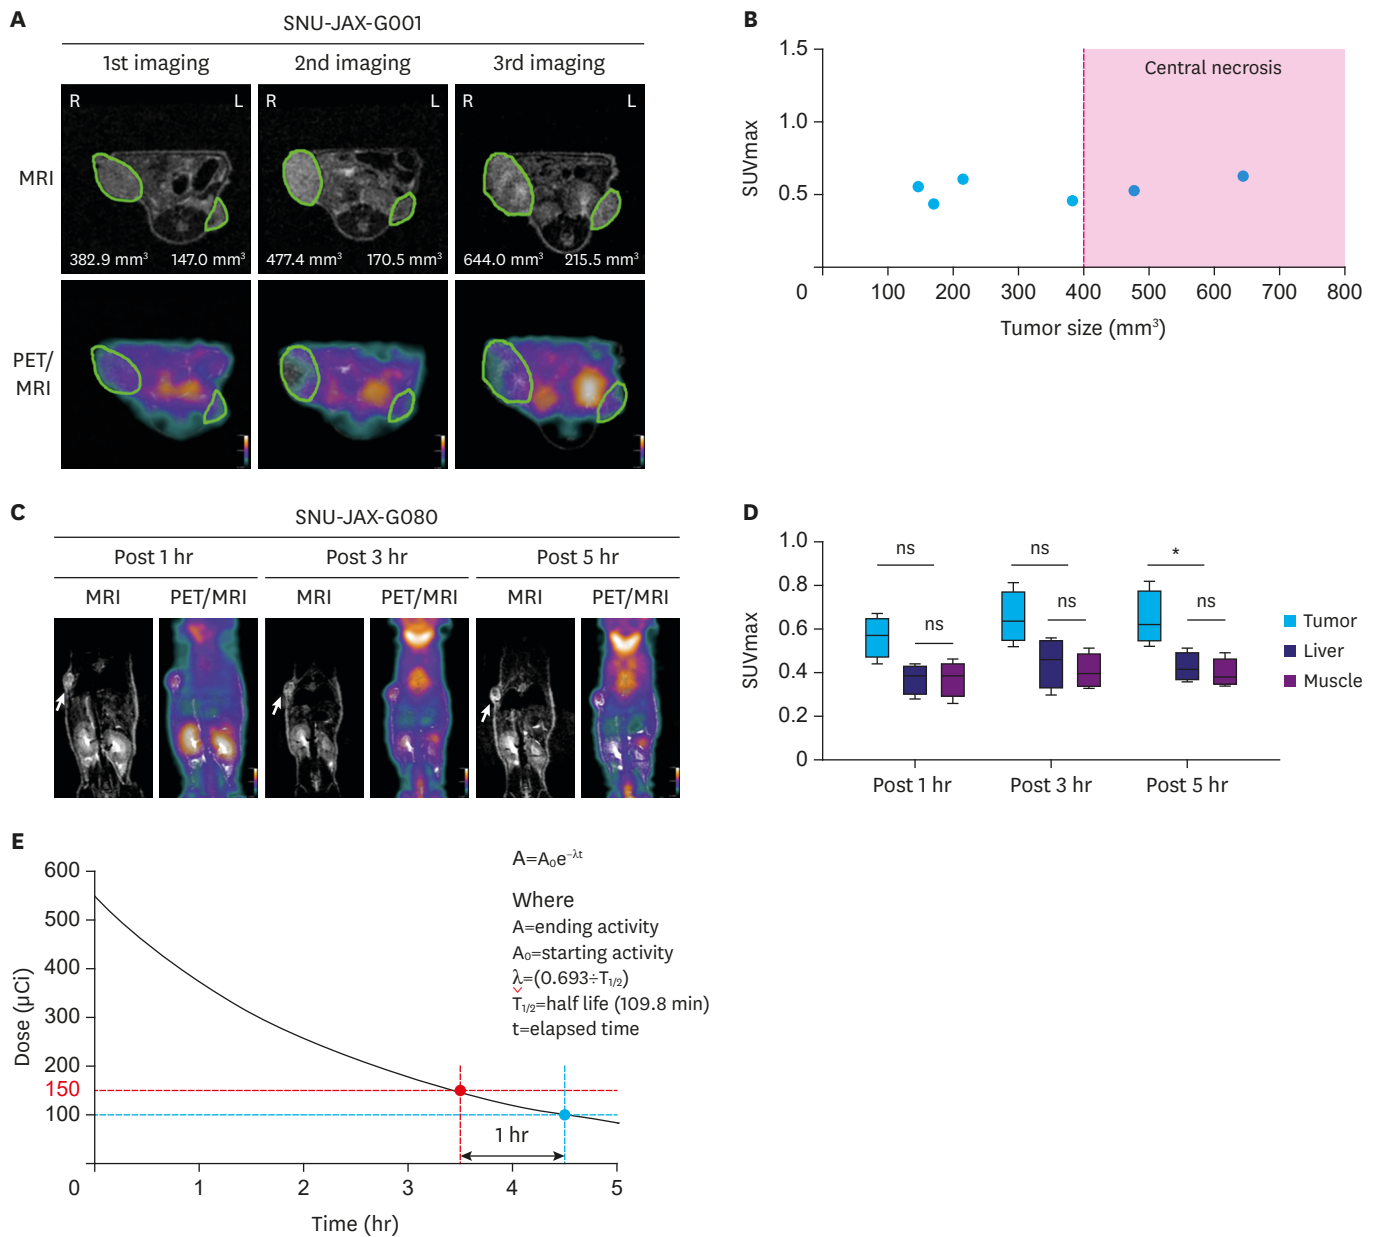 A
SNU-JAX-G001
1st imaging 2nd imaging 3rd imaging
R L R L R L
MRI
382.9 mm³ 147.0 mm³ 477.4 mm³ 170.5 mm³ 644.0 mm³ 215.5 mm³
PET/
MRI
B
1.5
Central necrosis
1.0
SUVmax
0.5
0 100 200 300 400 500 600 700 800
Tumor size (mm³)
C
SNU-JAX-G080
Post 1 hr Post 3 hr Post 5 hr
MRI PET/MRI MRI PET/MRI MRI PET/MRI
D
1.0
ns ns *
0.8
ns ns ns
0.6
SUVmax
0.4
0.2
0
Post 1 hr Post 3 hr Post 5 hr
Tumor
Liver
Muscle
E
600
500
400
300
200
150
100
Dose (μCi)
1 hr
0 1 2 3 4 5
Time (hr)
A=A₀e⁻λᵗ
Where
A=ending activity
A₀=starting activity
λ=(0.693÷T₁/₂)
T₁/₂=half life (109.8 min)
t=elapsed time